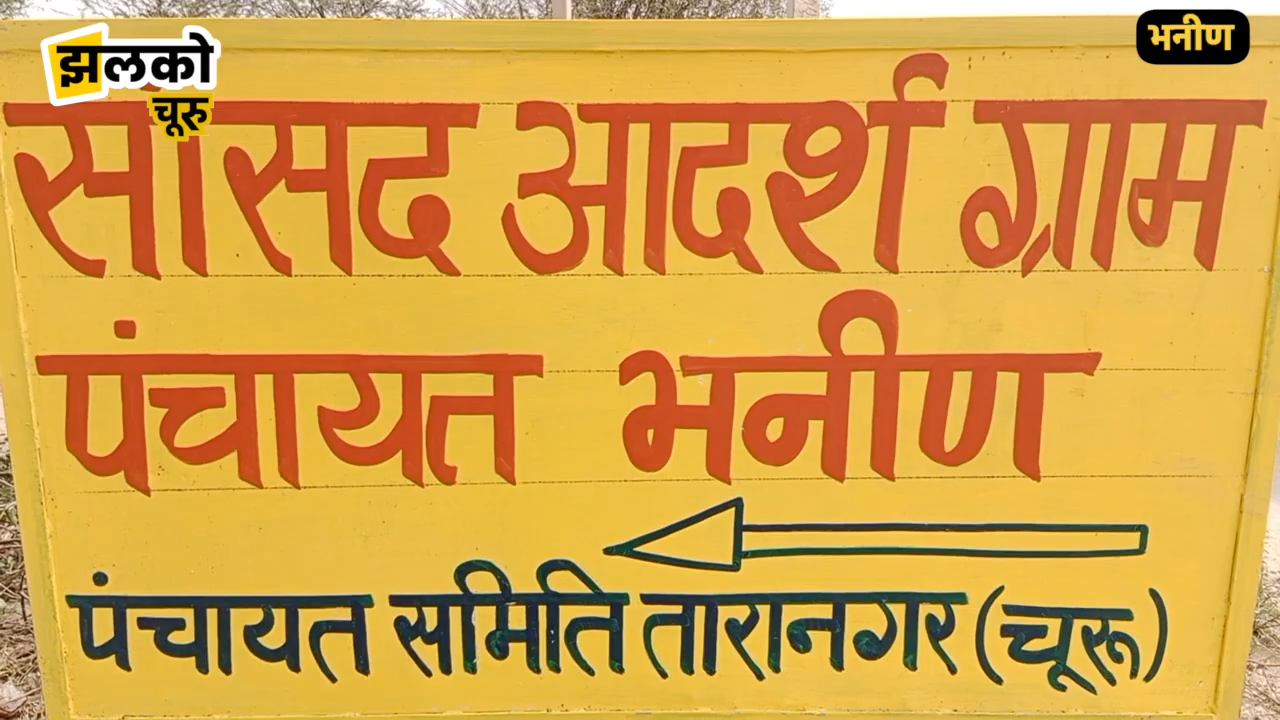 झलको
चूरु
भनीण
सांसद आदर्श ग्राम
पंचायत भनीण
पंचायत समिति तारानगर (चूरू)